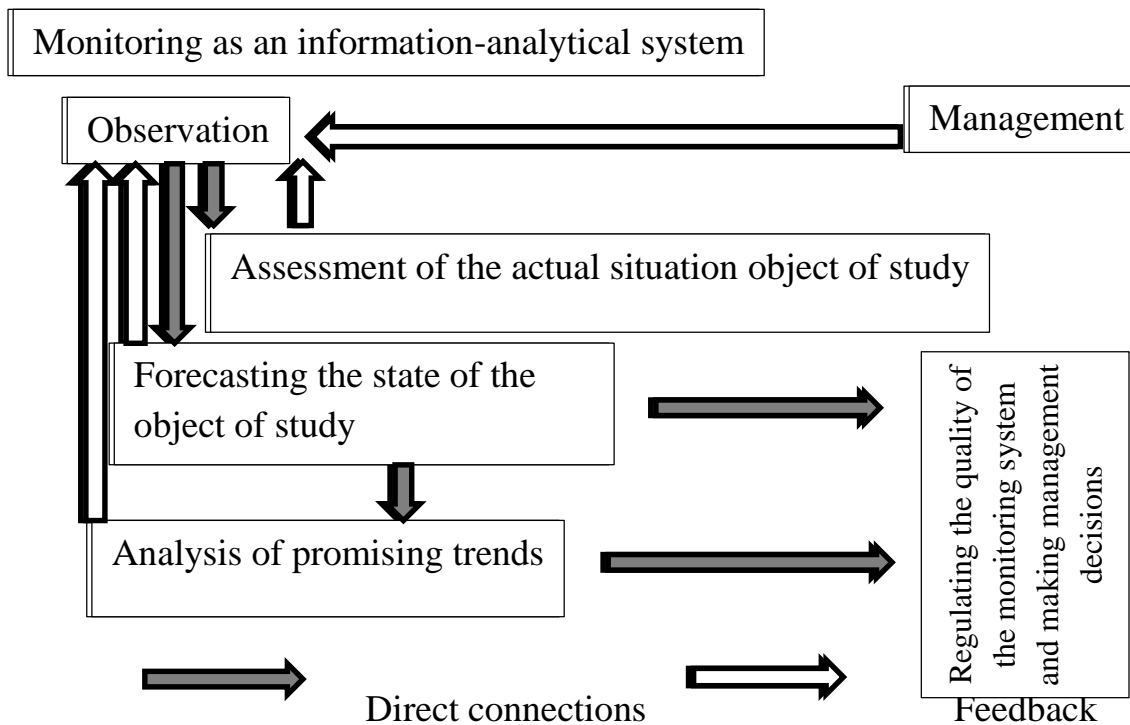 Monitoring as an information-analytical system
Observation
Management
Assessment of the actual situation object of study
Forecasting the state of the
object of study
Regulating the quality of
the monitoring system
and making management
decisions
Analysis of promising trends
Direct connections
Feedback